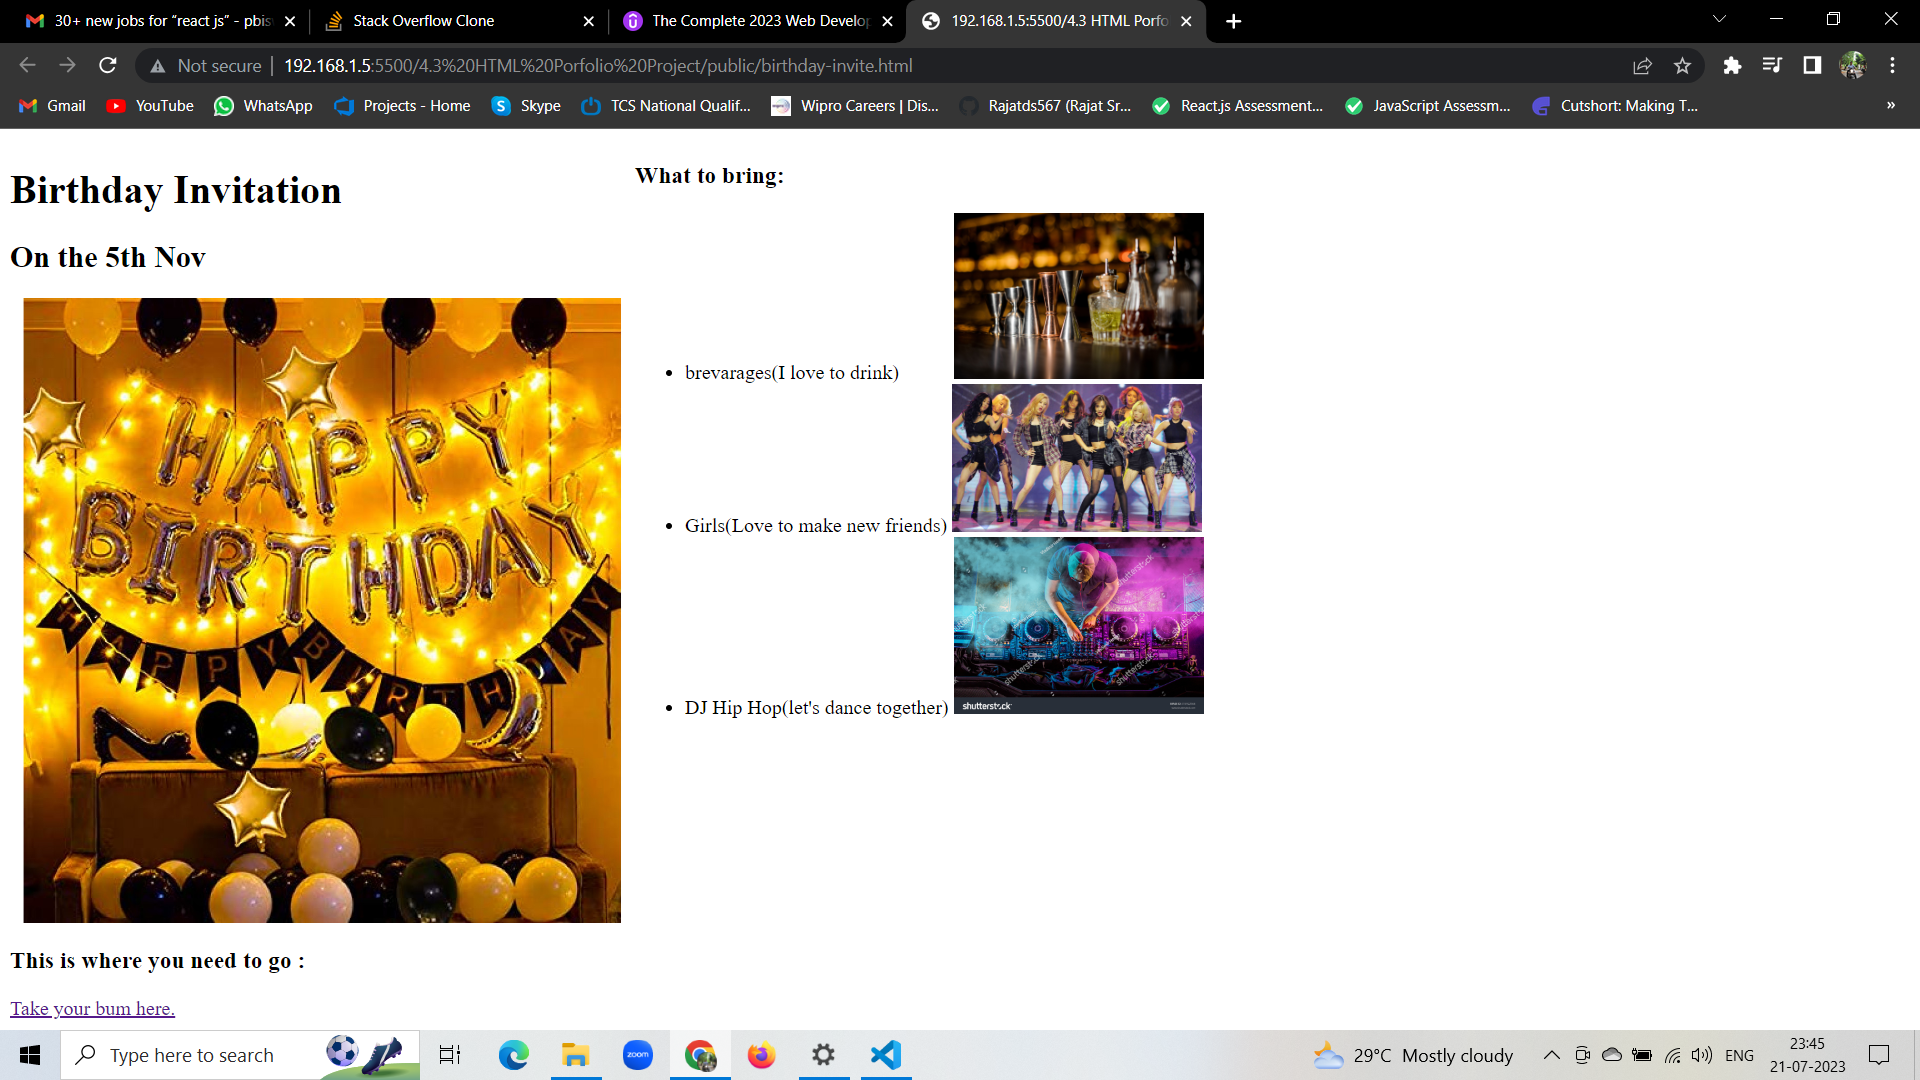 30+ new jobs for “react js” - pbis
Stack Overflow Clone
The Complete 2023 Web Develop
192.168.1.5:5500/4.3 HTML Porfo
Not secure
192.168.1.5:5500/4.3%20HTML%20Porfolio%20Project/public/birthday-invite.html
Gmail
YouTube
WhatsApp
Projects - Home
Skype
TCS National Qualif...
Wipro Careers | Dis...
Rajatds567 (Rajat Sr...
React.js Assessment...
JavaScript Assessm...
Cutshort: Making T...
»
Birthday Invitation
On the 5th Nov
HAPPY
BIRTHDAY
HAPPY BIRTHDAY
This is where you need to go :
Take your bum here.
What to bring:
brevarages(I love to drink)
Girls(Love to make new friends)
DJ Hip Hop(let's dance together)
shutterstock
shutterstock
shutterstock
shutterstock
Type here to search
zoom
29°C Mostly cloudy
ENG
23:45
21-07-2023